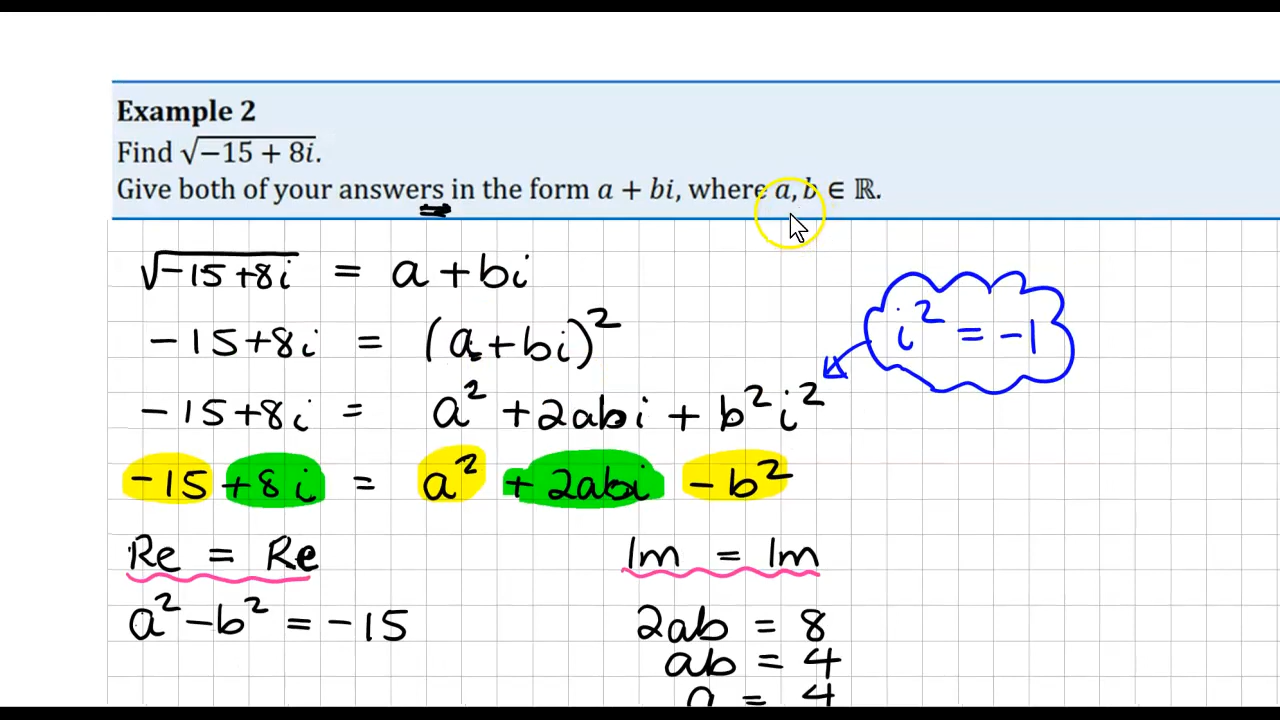 Example 2
Find √−15 + 8i.
Give both of your answers in the form a + bi, where a, b ∈ ℝ.
√-15+8i = a+bi
-15+8i = (a+bi)²
i² = -1
-15+8i = a² +2abi + b²i²
-15+8i = a² +2abi -b²
Re = Re Im = Im
a²-b² = -15 2ab = 8
ab = 4
a = 4